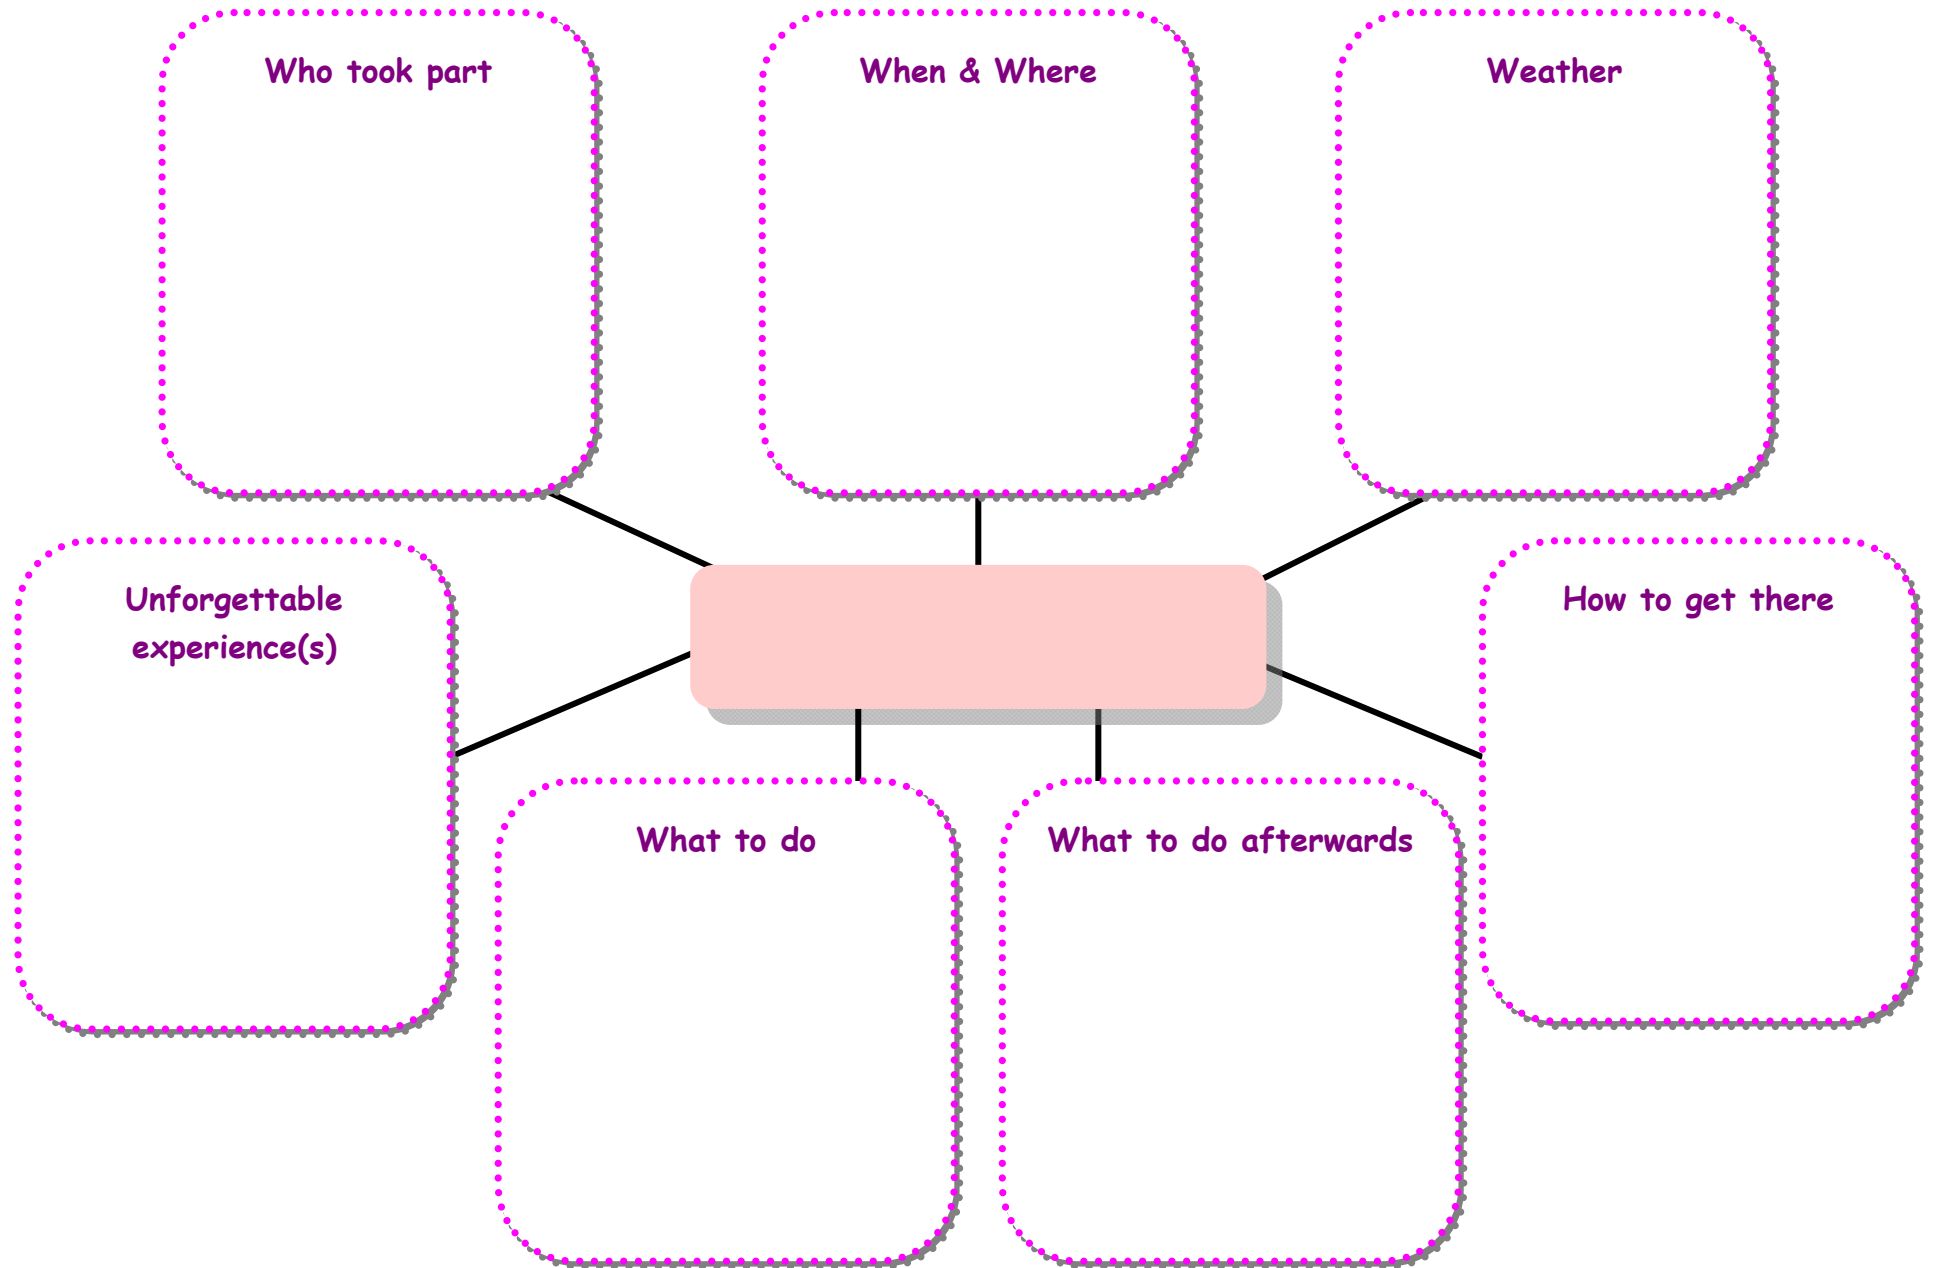 Who took part
When & Where
Weather
Unforgettable
experience(s)
How to get there
What to do
What to do afterwards